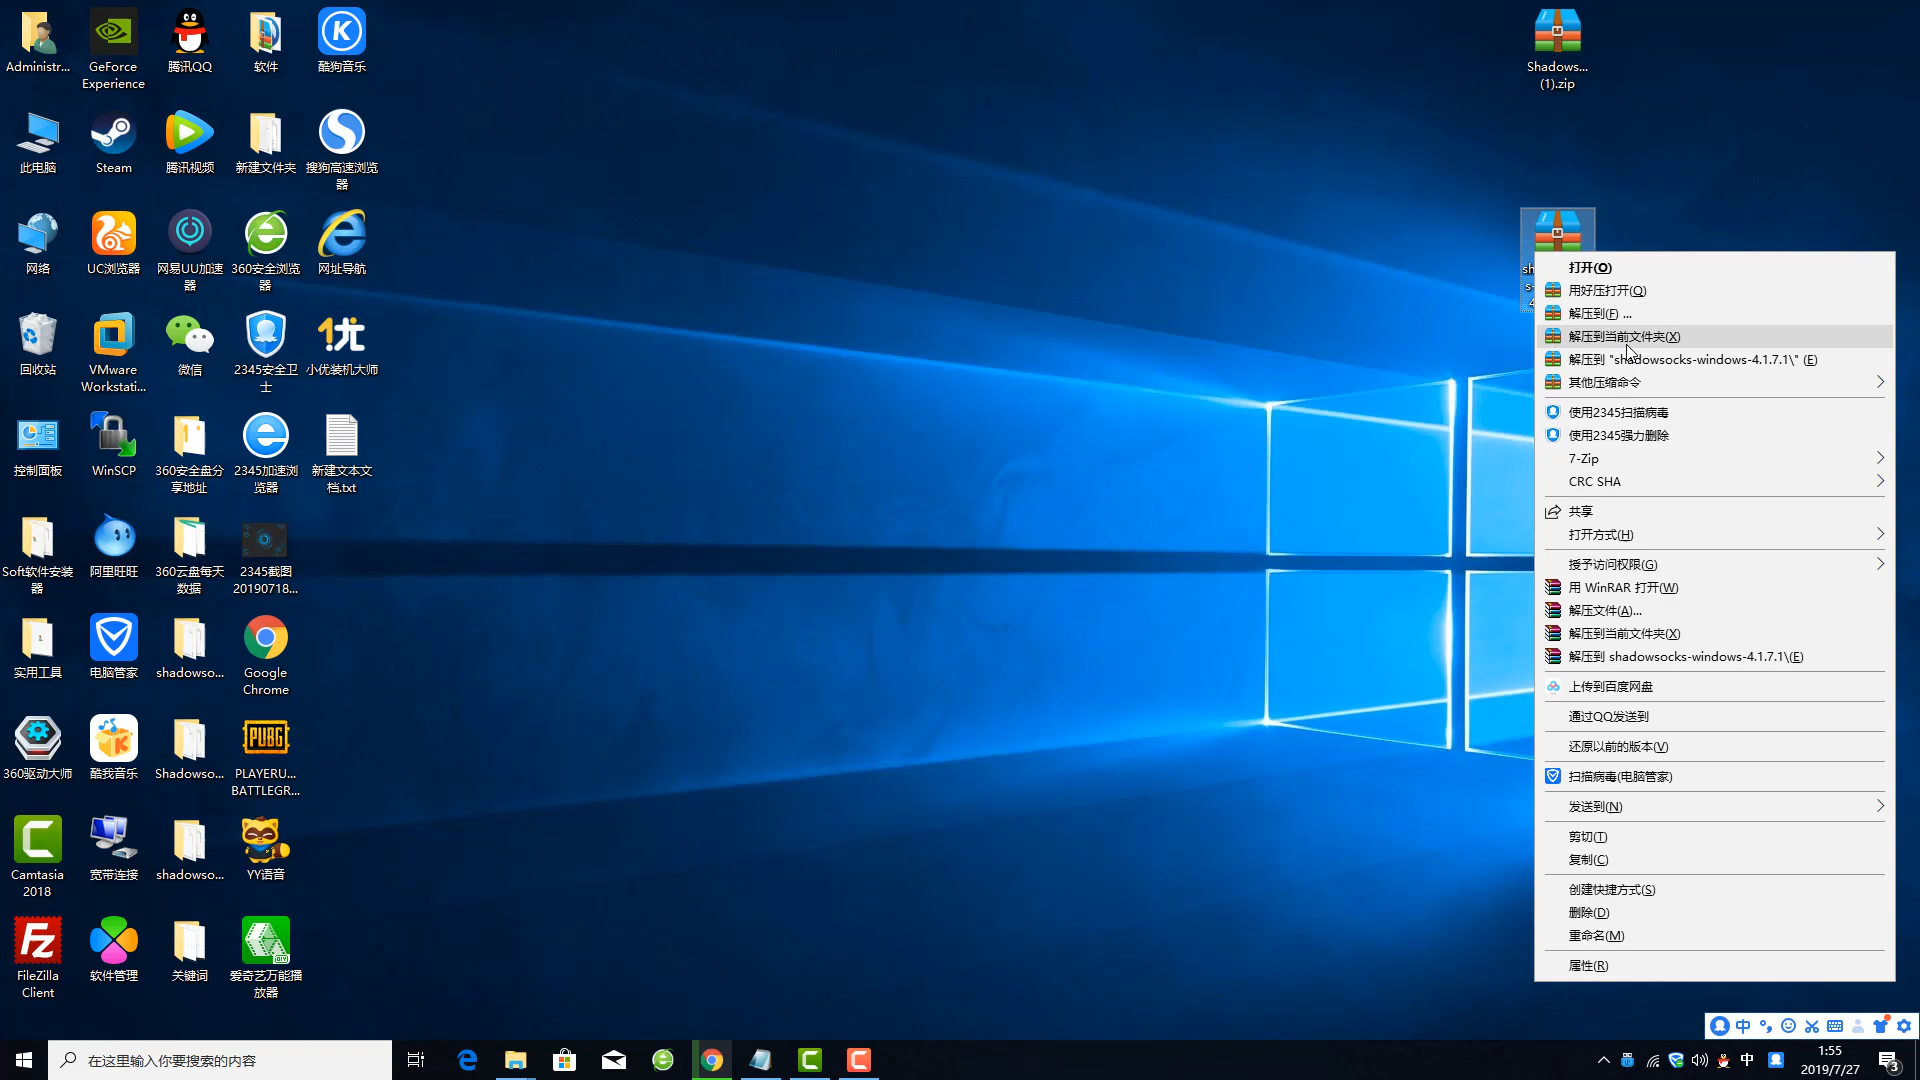 Administr...
GeForce
Experience
腾讯QQ
软件
酷狗音乐
Shadows...
(1).zip
此电脑
Steam
腾讯视频
新建文件夹
搜狗高速浏览
器
网络
UC浏览器
网易UU加速
器
360安全浏览
器
网址导航
回收站
VMware
Workstati...
微信
2345安全卫
士
小优装机大师
控制面板
WinSCP
360安全盘分
享地址
2345加速浏
览器
新建文本文
档.txt
Soft软件安装
器
阿里旺旺
360云盘每天
数据
2345截图
20190718...
实用工具
电脑管家
shadowso...
Google
Chrome
360驱动大师
酷我音乐
Shadowso...
PUBG
PLAYERU...
BATTLEGR...
Camtasia
2018
宽带连接
shadowso...
YY语音
FileZilla
Client
软件管理
关键词
爱奇艺万能播
放器
打开(O)
用好压打开(Q)
解压到(F) ...
解压到当前文件夹(X)
解压到 "shadowsocks-windows-4.1.7.1\" (E)
其他压缩命令
使用2345扫描病毒
使用2345强力删除
7-Zip
CRC SHA
共享
打开方式(H)
授予访问权限(G)
用 WinRAR 打开(W)
解压文件(A)...
解压到当前文件夹(X)
解压到 shadowsocks-windows-4.1.7.1\(E)
上传到百度网盘
通过QQ发送到
还原以前的版本(V)
扫描病毒(电脑管家)
发送到(N)
剪切(T)
复制(C)
创建快捷方式(S)
删除(D)
重命名(M)
属性(R)
中
在这里输入你要搜索的内容
中
1:55
2019/7/27
3